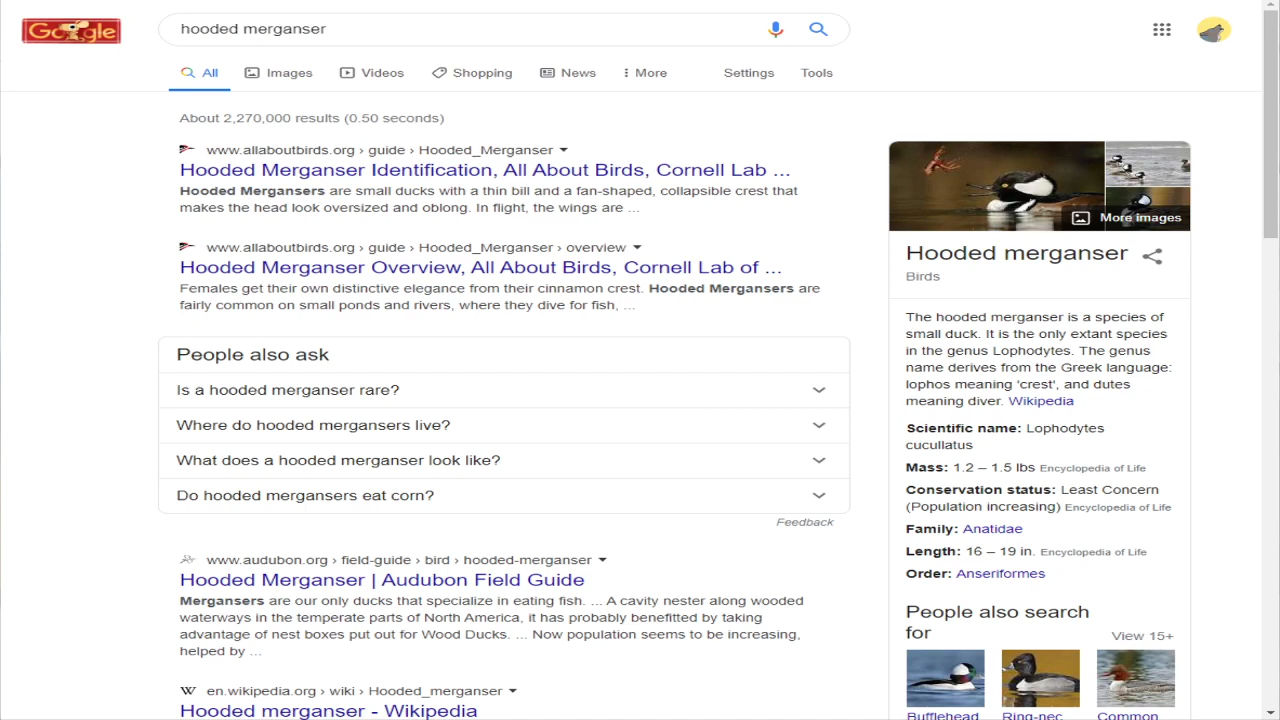 Google
hooded merganser
All Images Videos Shopping News More Settings Tools
About 2,270,000 results (0.50 seconds)
www.allaboutbirds.org › guide › Hooded_Merganser
Hooded Merganser Identification, All About Birds, Cornell Lab ...
Hooded Mergansers are small ducks with a thin bill and a fan-shaped, collapsible crest that
makes the head look oversized and oblong. In flight, the wings are ...
www.allaboutbirds.org › guide › Hooded_Merganser › overview
Hooded Merganser Overview, All About Birds, Cornell Lab of ...
Females get their own distinctive elegance from their cinnamon crest. Hooded Mergansers are
fairly common on small ponds and rivers, where they dive for fish, ...
People also ask
Is a hooded merganser rare?
Where do hooded mergansers live?
What does a hooded merganser look like?
Do hooded mergansers eat corn?
Feedback
www.audubon.org › field-guide › bird › hooded-merganser
Hooded Merganser | Audubon Field Guide
Mergansers are our only ducks that specialize in eating fish. ... A cavity nester along wooded
waterways in the temperate parts of North America, it has probably benefitted by taking
advantage of nest boxes put out for Wood Ducks. ... Now population seems to be increasing,
helped by ...
W en.wikipedia.org › wiki › Hooded_merganser
Hooded merganser - Wikipedia
More images
Hooded merganser
Birds
The hooded merganser is a species of
small duck. It is the only extant species
in the genus Lophodytes. The genus
name derives from the Greek language:
lophos meaning 'crest', and dutes
meaning diver. Wikipedia
Scientific name: Lophodytes
cucullatus
Mass: 1.2 – 1.5 lbs Encyclopedia of Life
Conservation status: Least Concern
(Population increasing) Encyclopedia of Life
Family: Anatidae
Length: 16 – 19 in. Encyclopedia of Life
Order: Anseriformes
People also search
for
View 15+
Bufflehead Ring-nec Common